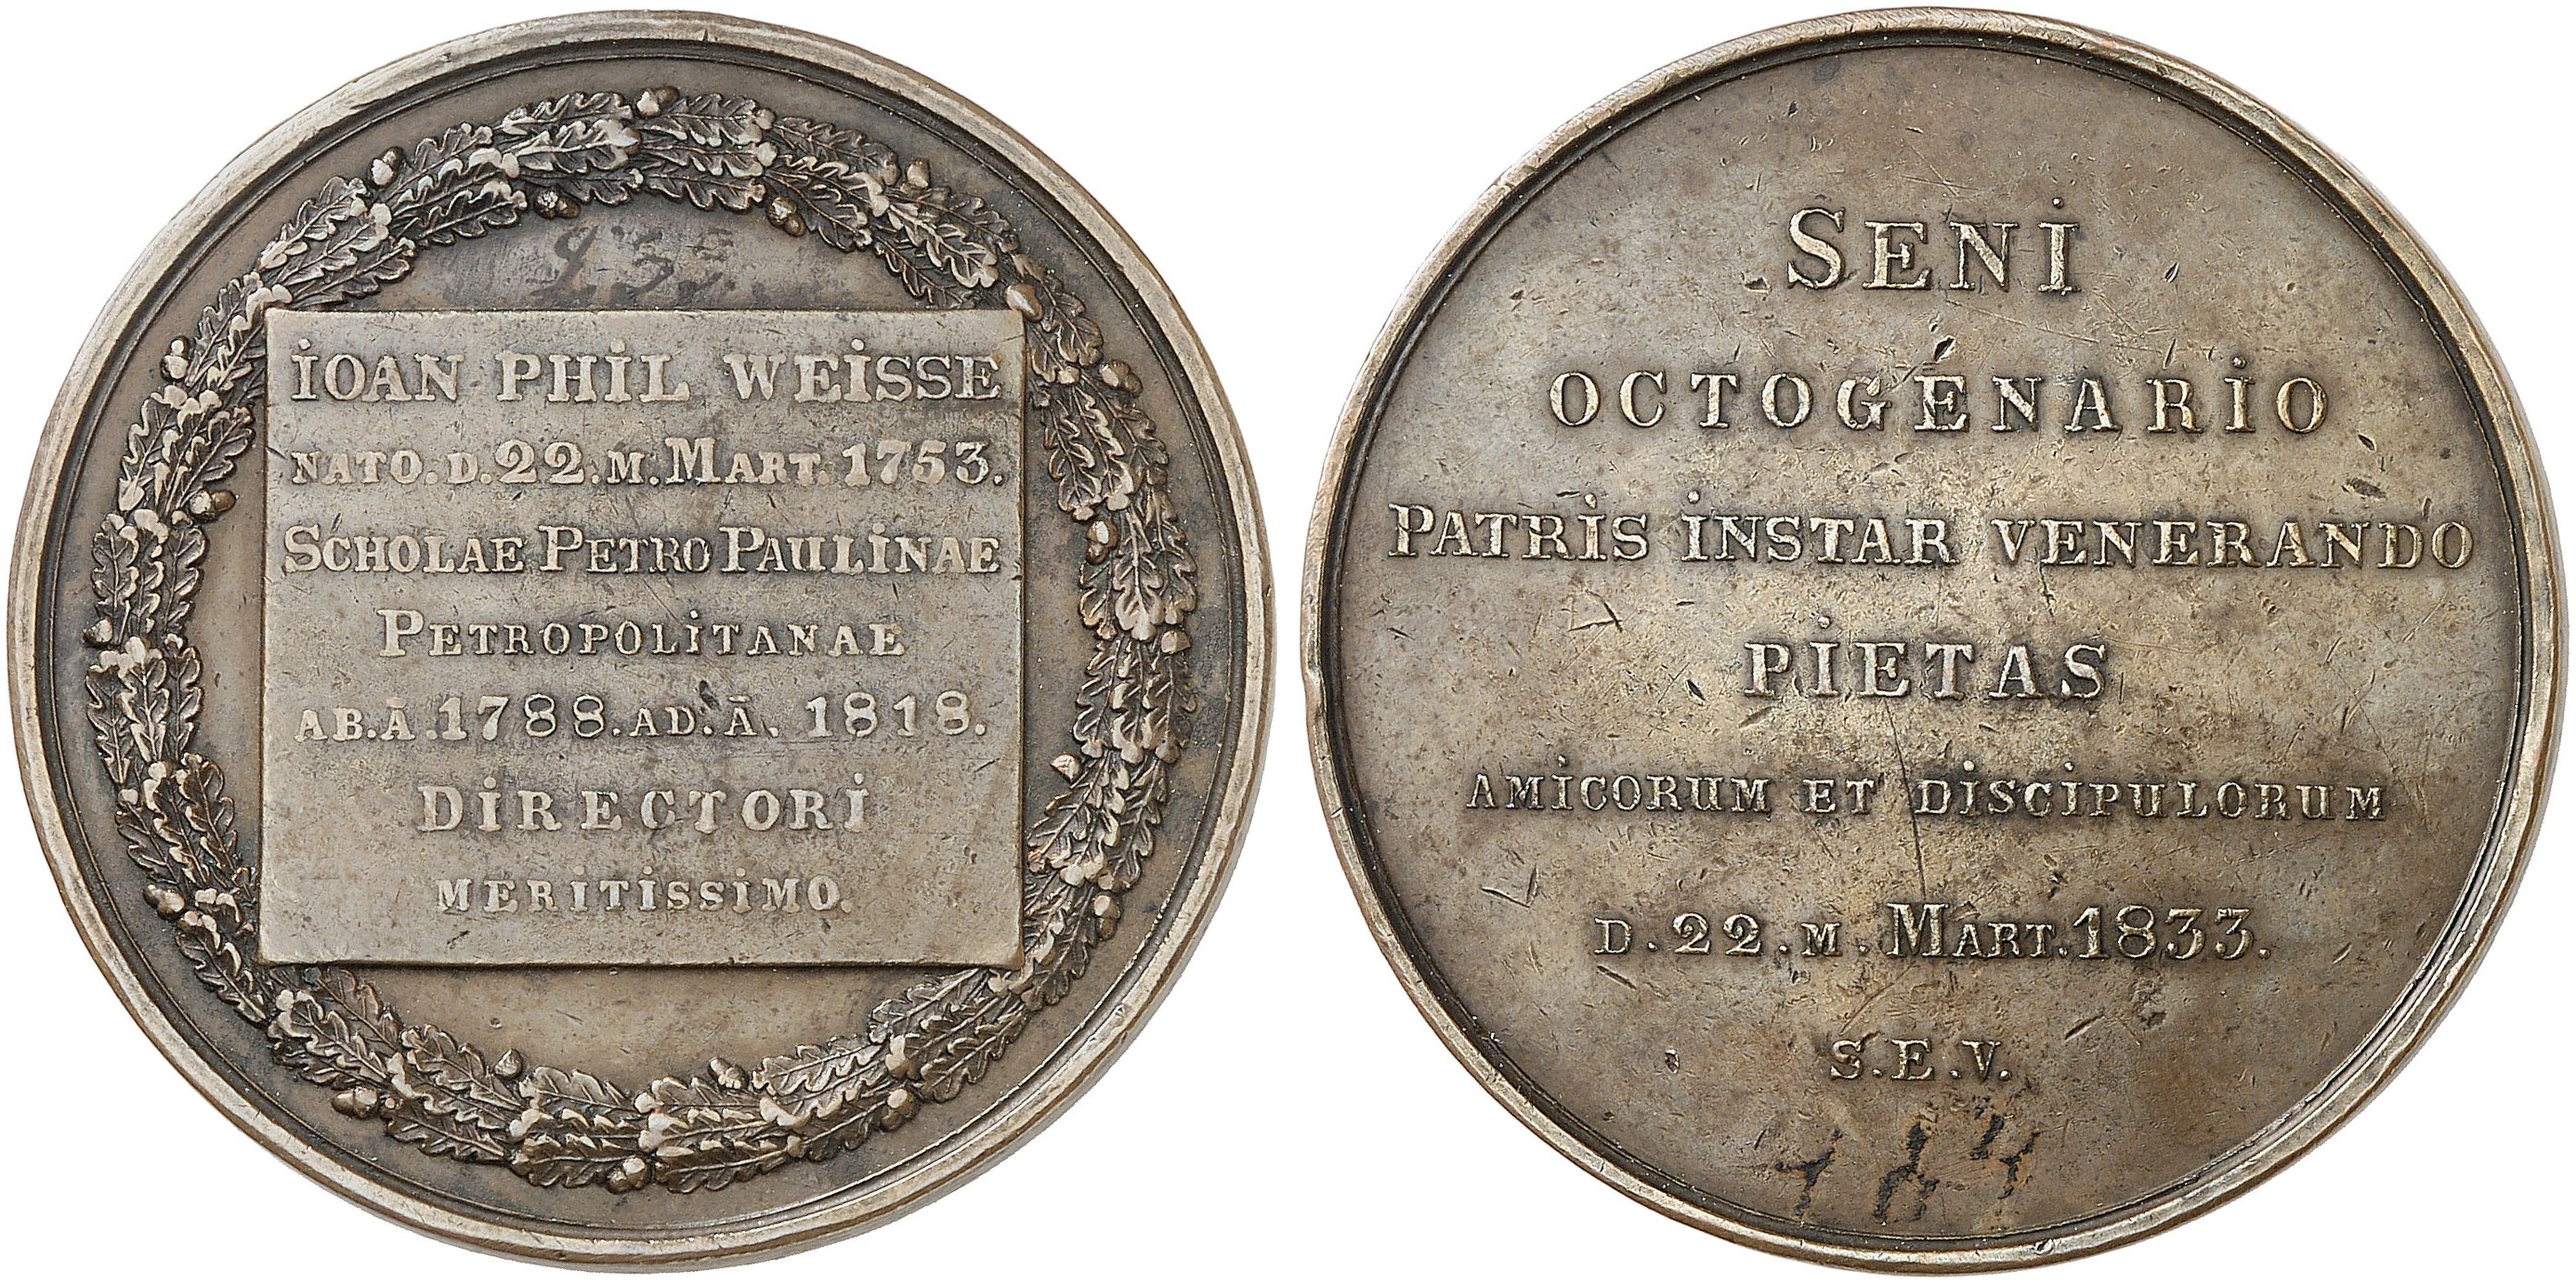 IOAN PHIL WEISSE
NATO.D.22.M.MART.1753.
SCHOLAE PETRO PAULINAE
PETROPOLITANAE
AB.Ā.1788.AD.Ā. 1818.
DIRECTORI
MERITISSIMO.
SENI
OCTOGÉNARIO
PATRIS INSTAR VENERANDO
PIETAS
AMICORUM ET DISCIPULORUM
D.22.M.MART.1833.
S.E.V.